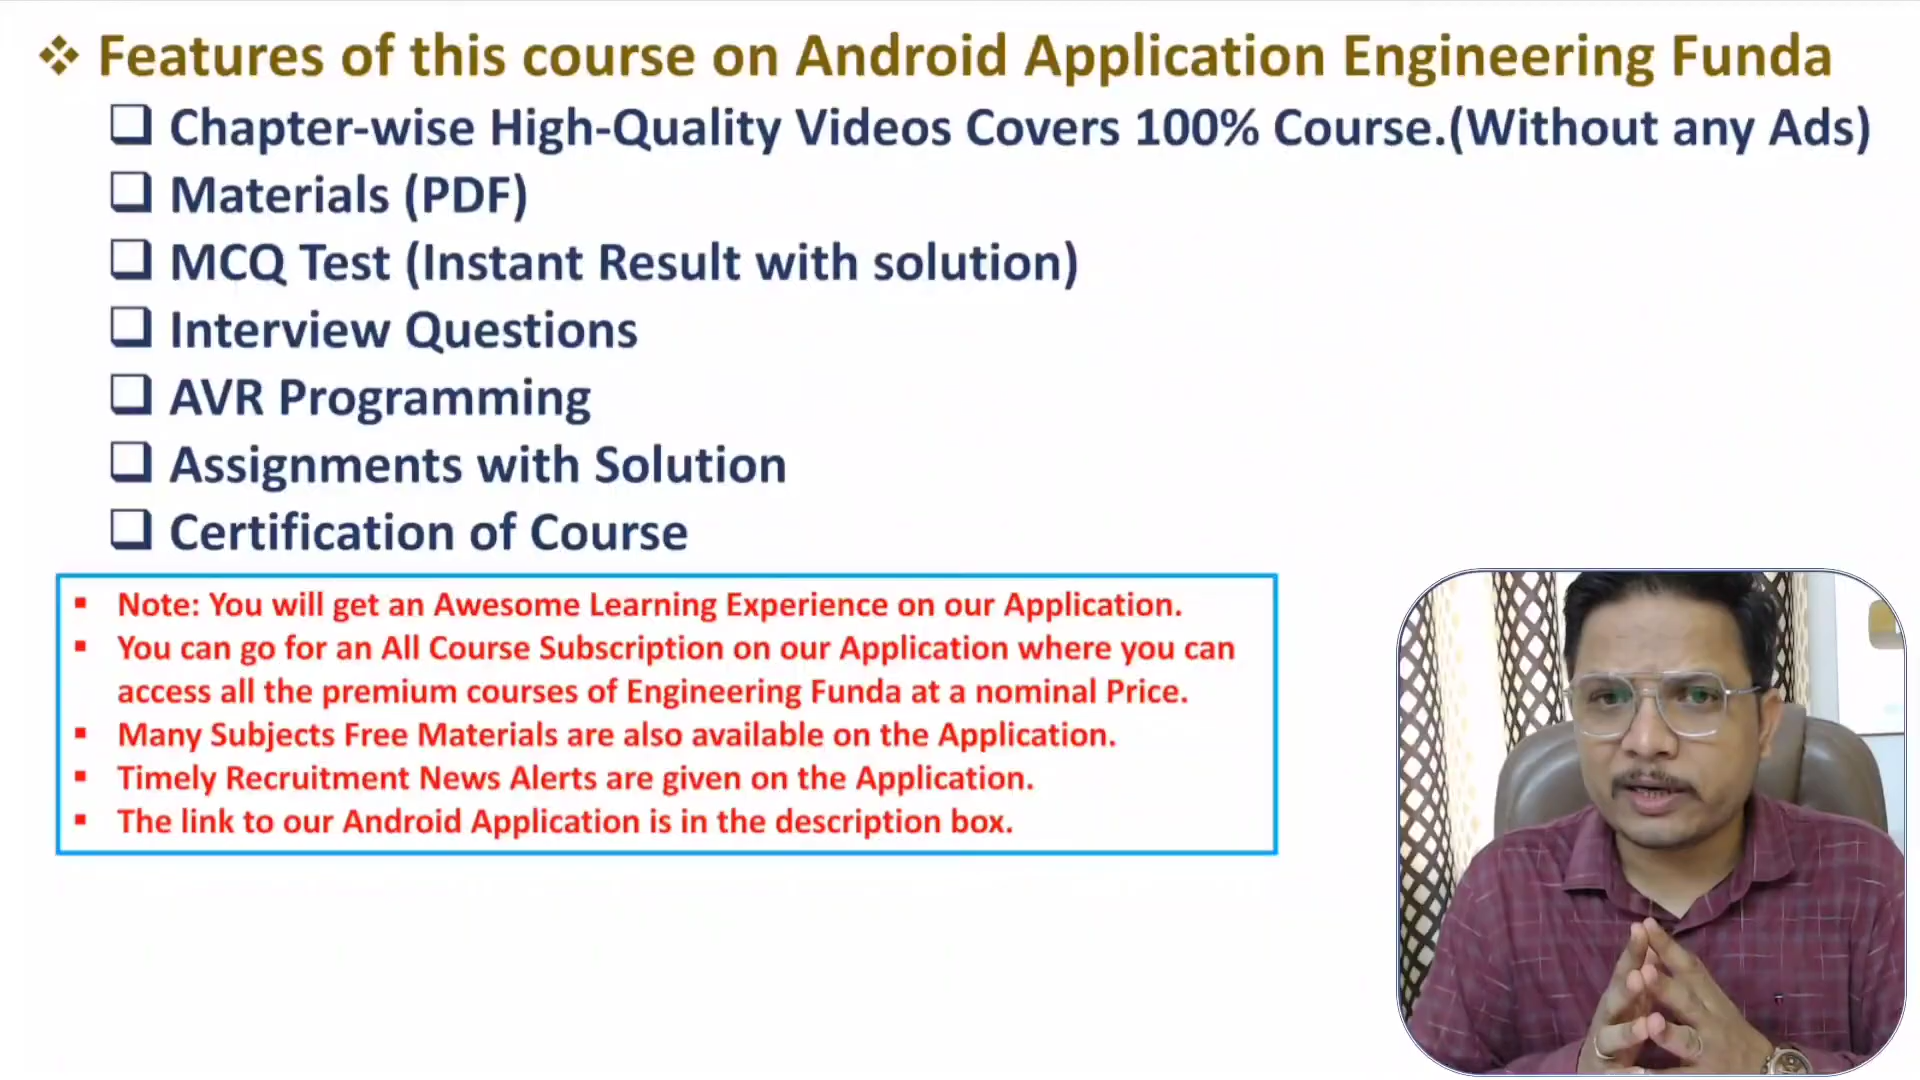 Features of this course on Android Application Engineering Funda
Chapter-wise High-Quality Videos Covers 100% Course.(Without any Ads)
Materials (PDF)
MCQ Test (Instant Result with solution)
Interview Questions
AVR Programming
Assignments with Solution
Certification of Course
Note: You will get an Awesome Learning Experience on our Application.
You can go for an All Course Subscription on our Application where you can
access all the premium courses of Engineering Funda at a nominal Price.
Many Subjects Free Materials are also available on the Application.
Timely Recruitment News Alerts are given on the Application.
The link to our Android Application is in the description box.